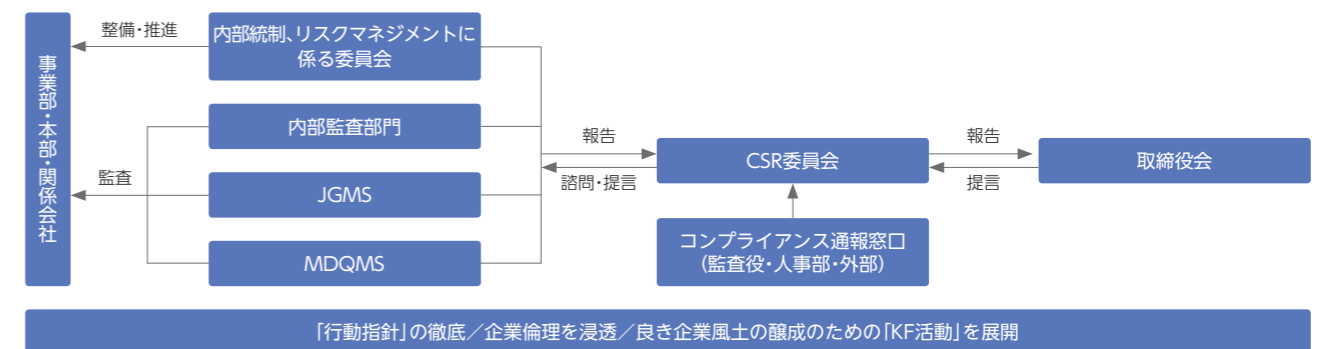 事業部・本部・関係会社
整備・推進
内部統制、リスクマネジメントに
係る委員会
内部監査部門
監査
JGMS
MDQMS
報告
諮問・提言
CSR委員会
報告
提言
取締役会
コンプライアンス通報窓口
（監査役・人事部・外部）
「行動指針」の徹底／企業倫理を浸透／良き企業風土の醸成のための「KF活動」を展開